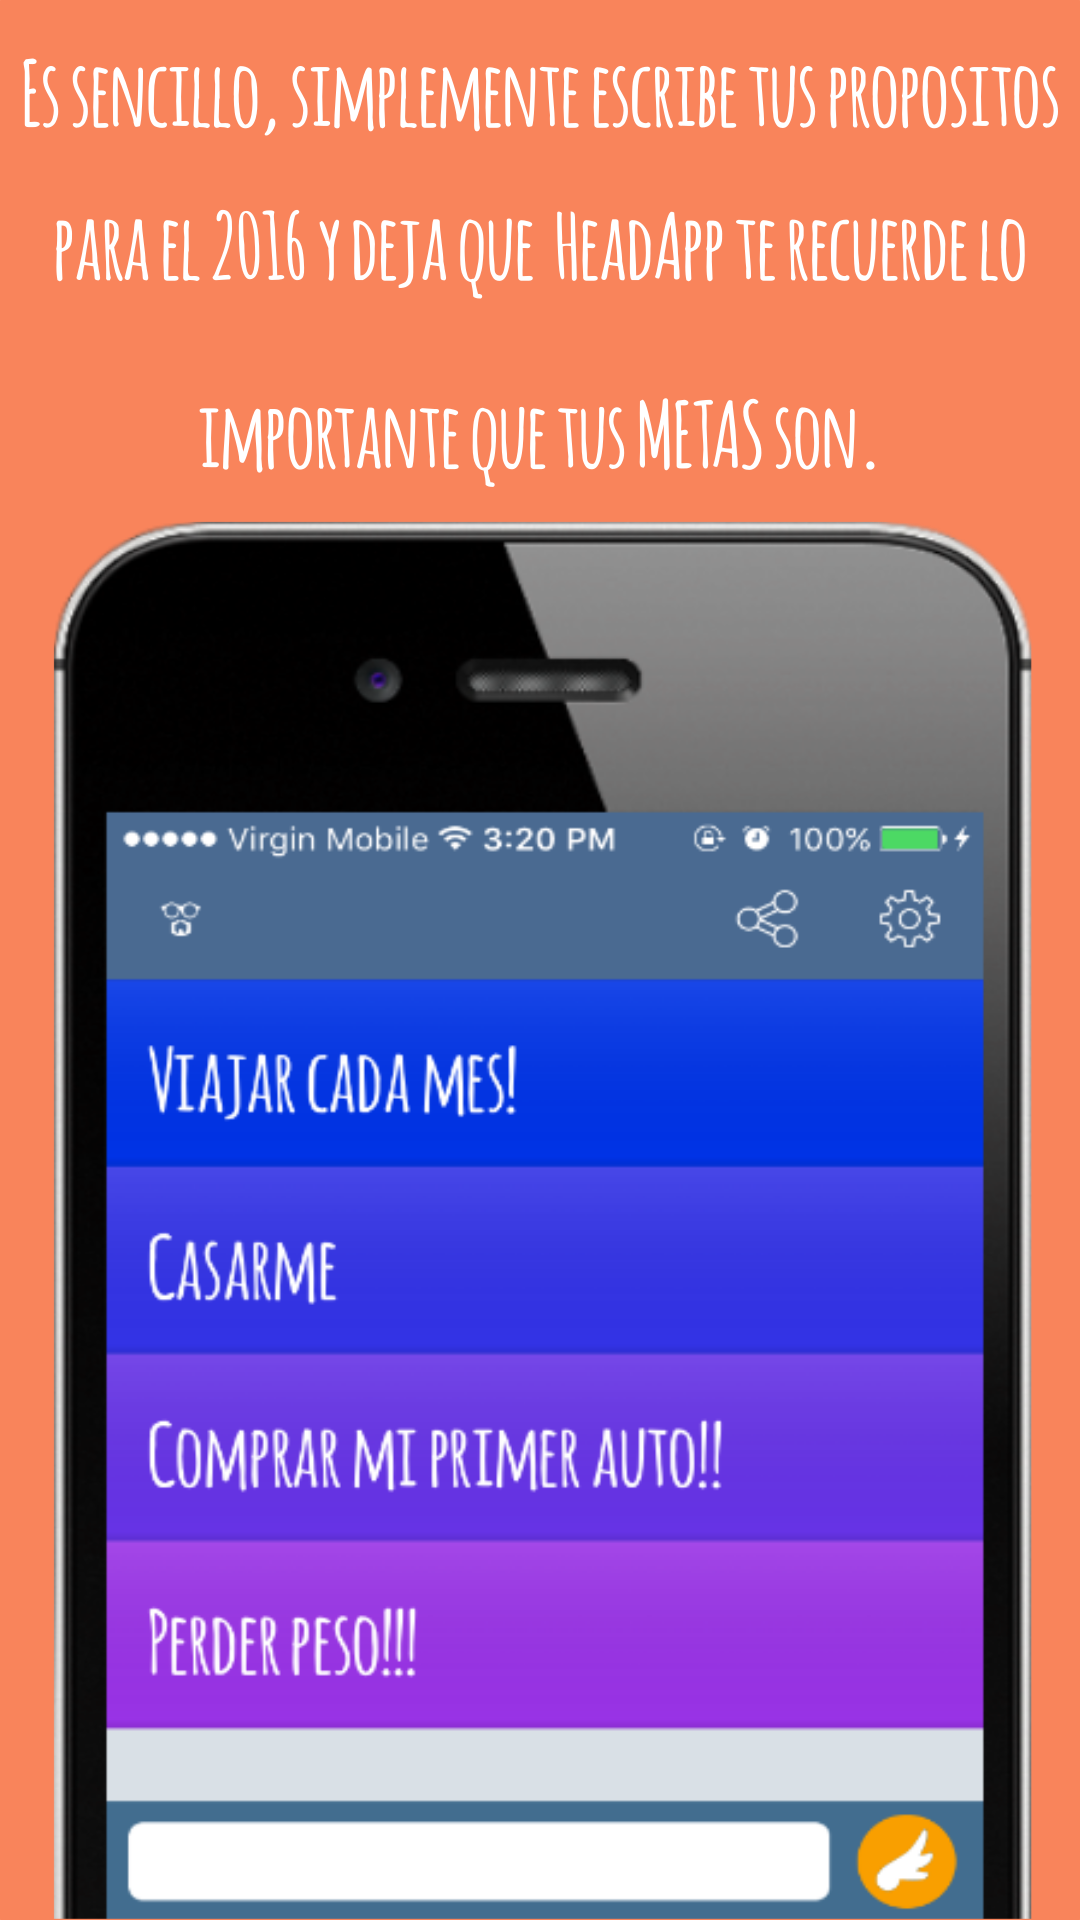 Es sencillo, simplemente escribe tus propositos
para el 2016 y deja que HeadApp te recuerde lo
importante que tus METAS son.
Virgin Mobile 3:20 PM 100%
Viajar cada mes!
Casarme
Comprar mi primer auto!!
Perder peso!!!